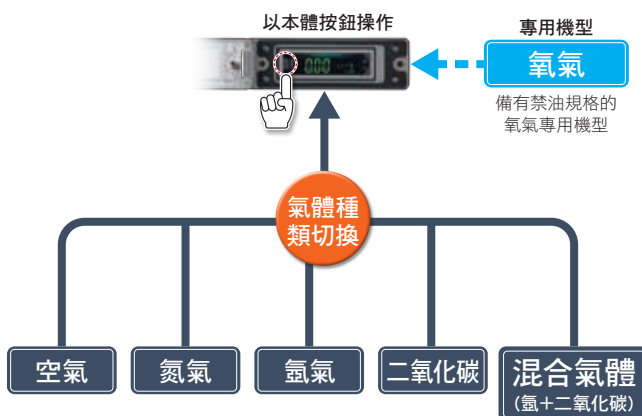 以本體按鈕操作
000
專用機型
氧氣
備有禁油規格的
氧氣專用機型
氣體種
類切換
空氣
氮氣
氬氣
二氧化碳
混合氣體
(氬+二氧化碳)